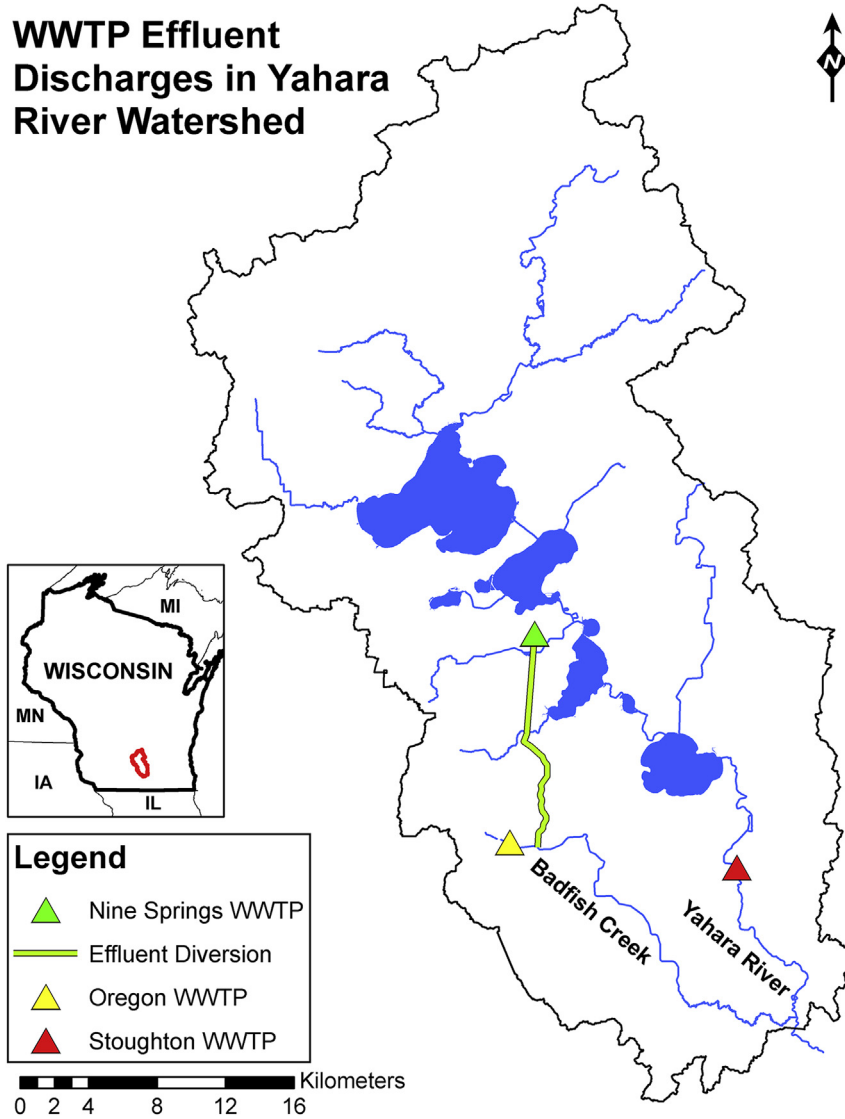 WWTP Effluent
Discharges in Yahara
River Watershed
N
MI
WISCONSIN
MN
IA
IL
Badfish Creek
Yahara River
Legend
Nine Springs WWTP
Effluent Diversion
Oregon WWTP
Stoughton WWTP
Kilometers
0 2 4 8 12 16